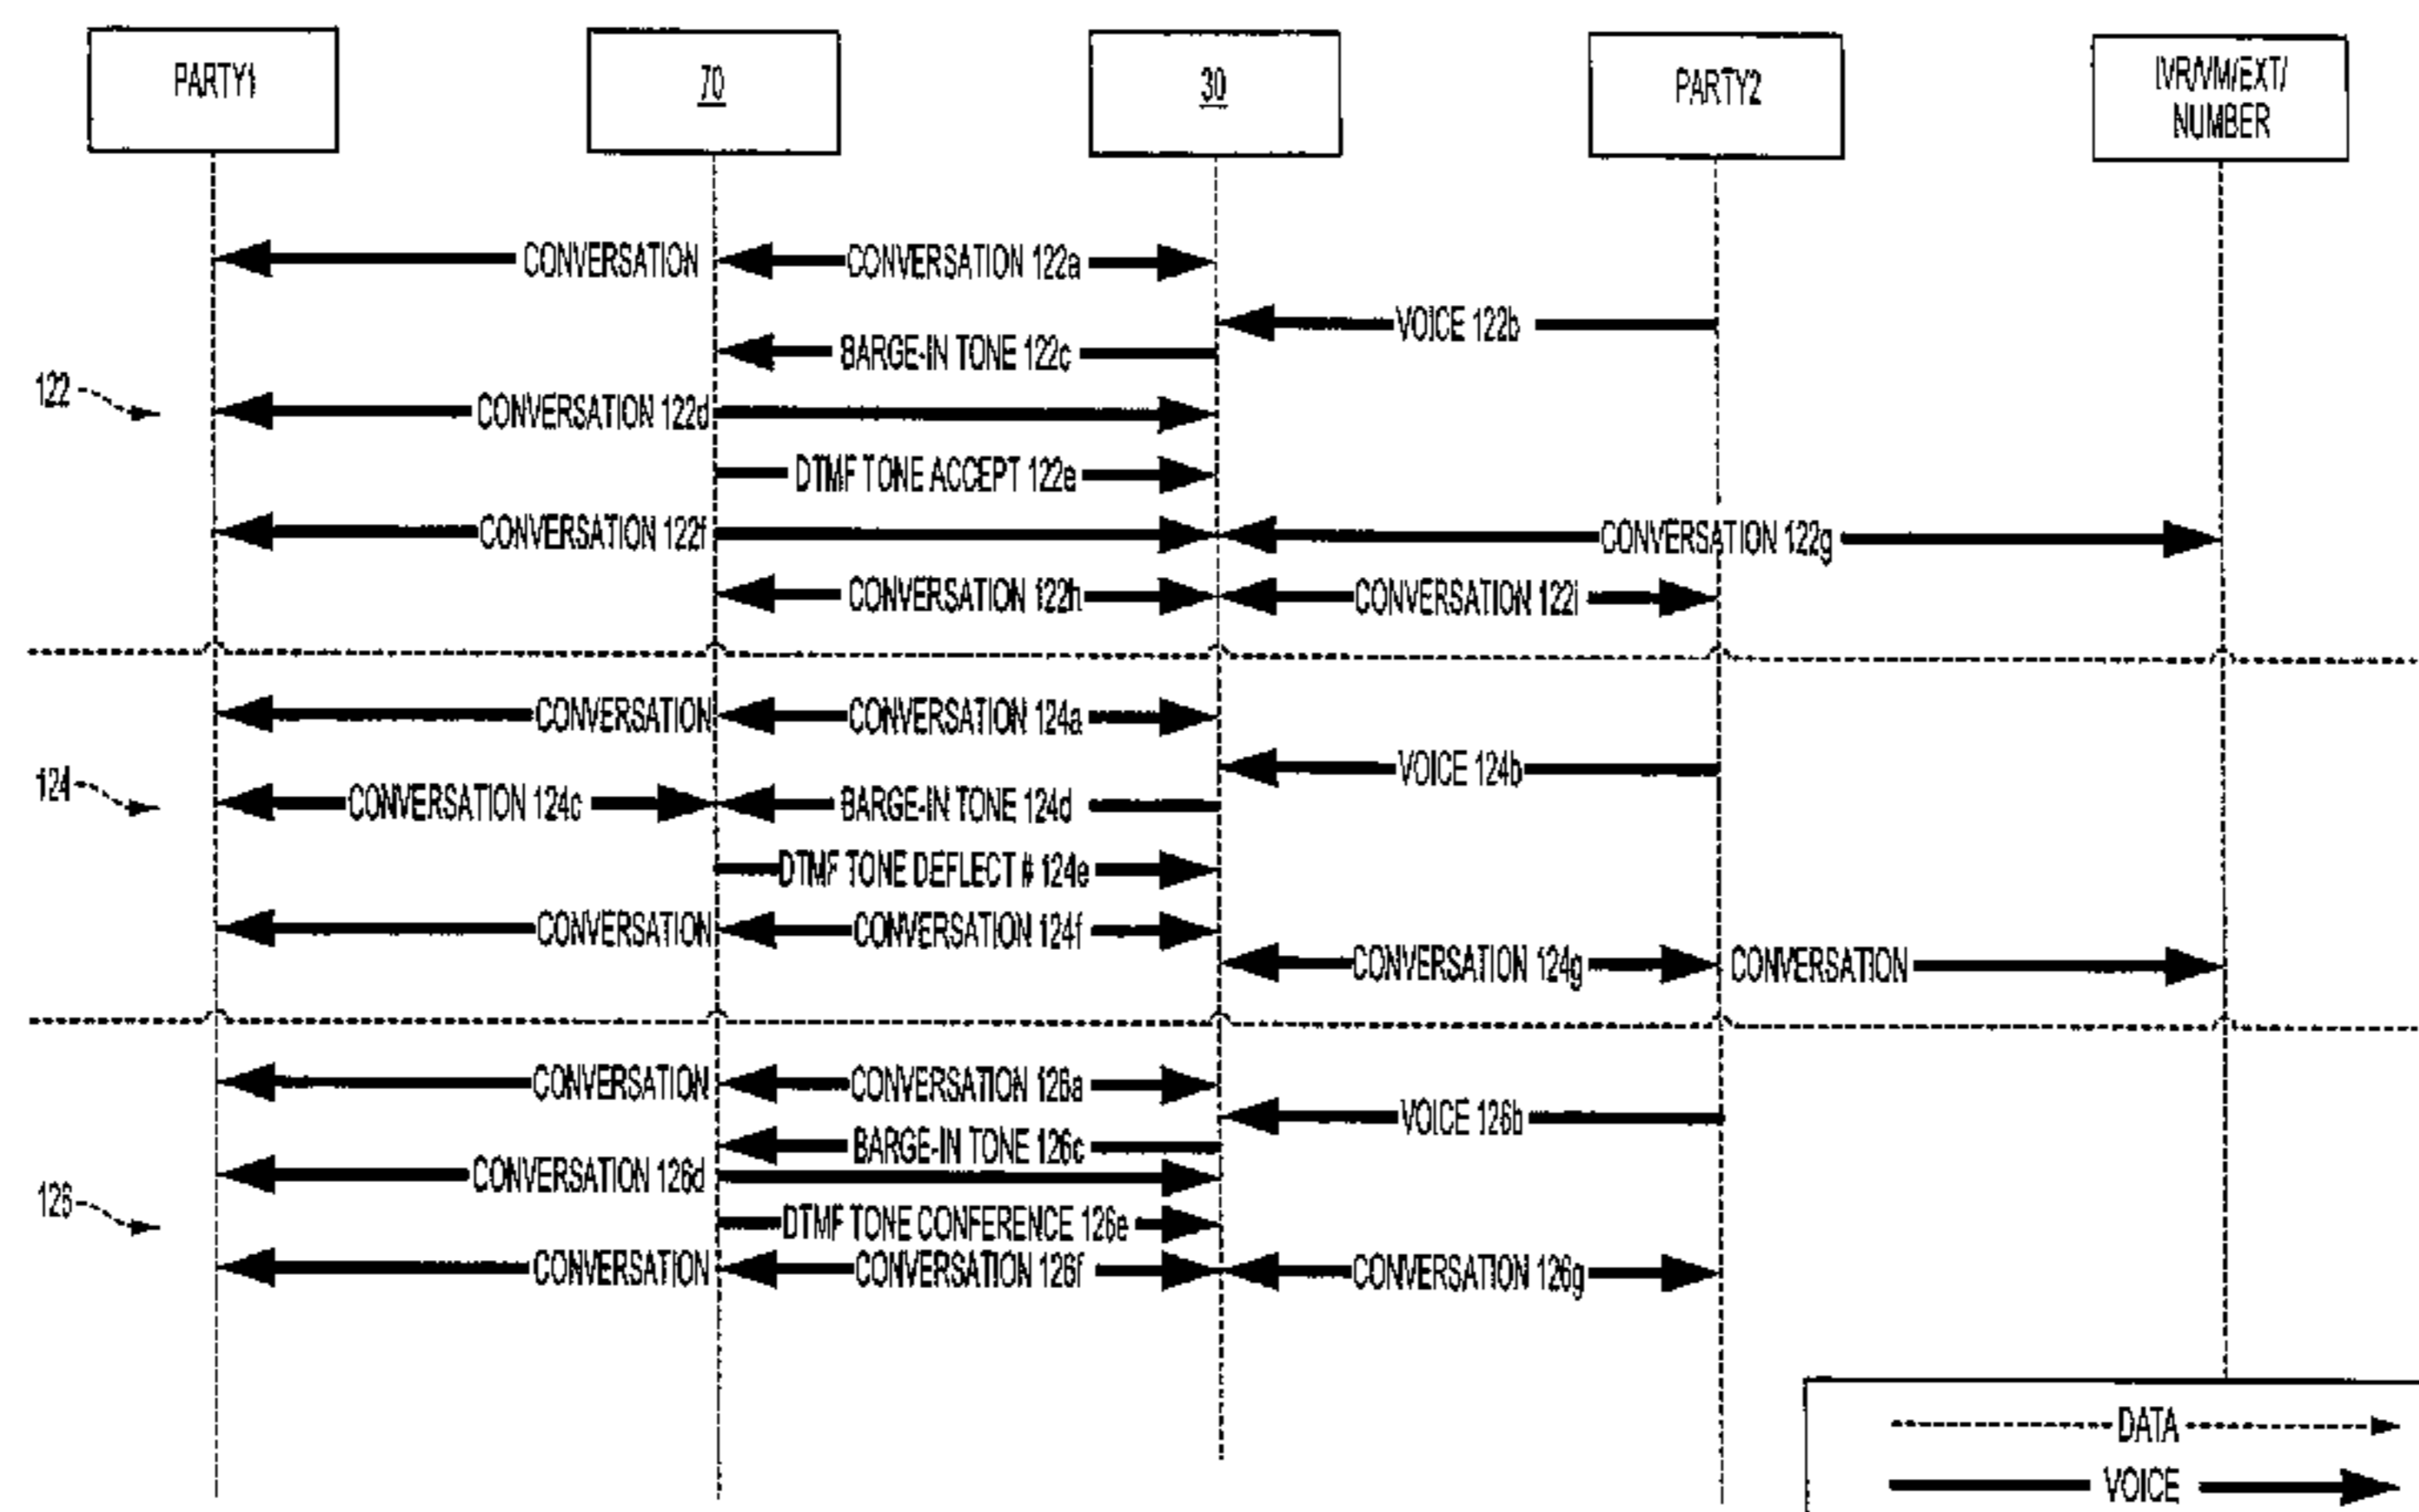 PARTY1
70
30
PARTY2
IVR/VM/EXT/
NUMBER
CONVERSATION
CONVERSATION 122a
VOICE 122b
BARGE-IN TONE 122c
122
CONVERSATION 122d
DTMF TONE ACCEPT 122e
CONVERSATION 122f
CONVERSATION 122g
CONVERSATION 122h
CONVERSATION 122i
CONVERSATION
CONVERSATION 124a
VOICE 124b
124
CONVERSATION 124c
BARGE-IN TONE 124d
DTMF TONE DEFLECT # 124e
CONVERSATION
CONVERSATION 124f
CONVERSATION 124g
CONVERSATION
CONVERSATION
CONVERSATION 126a
VOICE 126b
BARGE-IN TONE 126c
CONVERSATION 126d
126
DTMF TONE CONFERENCE 126e
CONVERSATION
CONVERSATION 126f
CONVERSATION 126g
DATA
VOICE